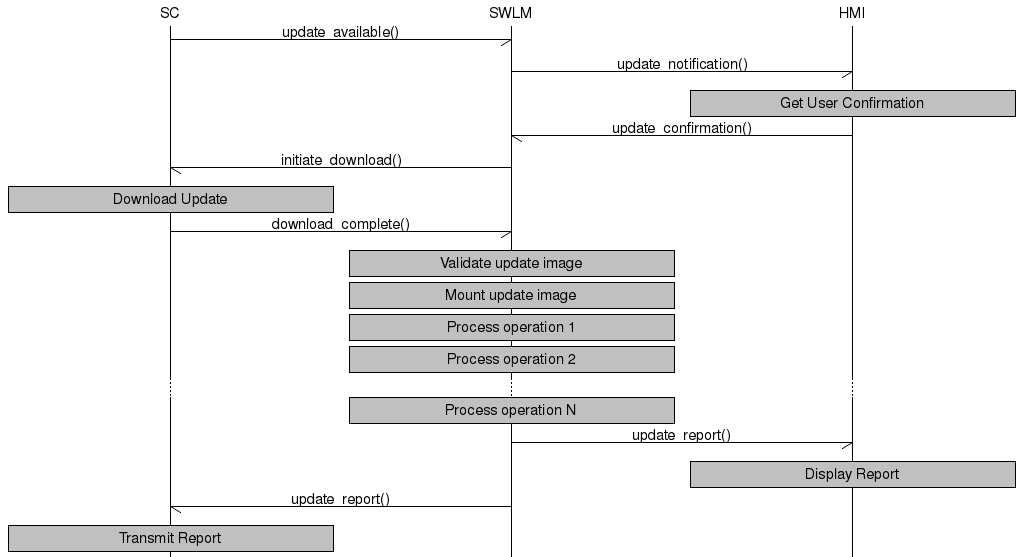 SC SWLM HMI
update_available()
update_notification()
Get User Confirmation
update_confirmation()
initiate_download()
Download Update
download_complete()
Validate update image
Mount update image
Process operation 1
Process operation 2
Process operation N
update_report()
Display Report
update_report()
Transmit Report